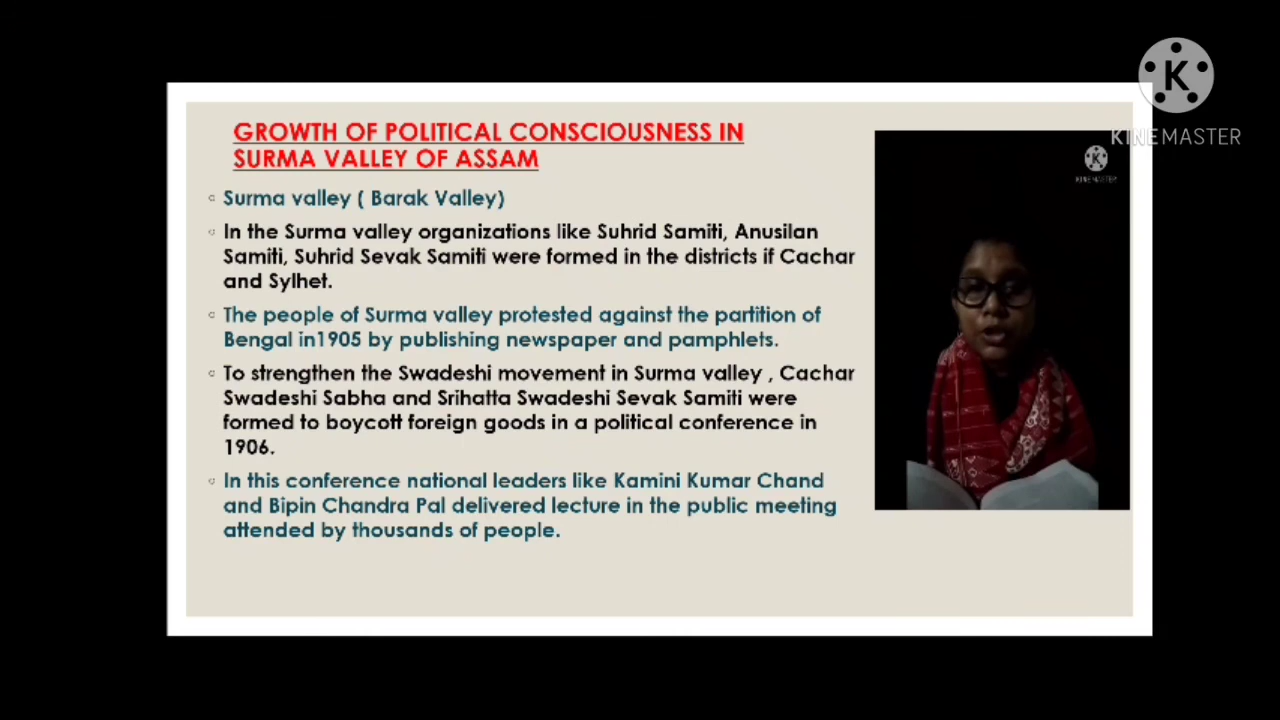 GROWTH OF POLITICAL CONSCIOUSNESS IN
SURMA VALLEY OF ASSAM
Surma valley ( Barak Valley)
In the Surma valley organizations like Suhrid Samiti, Anusilan
Samiti, Suhrid Sevak Samiti were formed in the districts if Cachar
and Sylhet.
The people of Surma valley protested against the partition of
Bengal in1905 by publishing newspaper and pamphlets.
To strengthen the Swadeshi movement in Surma valley , Cachar
Swadeshi Sabha and Srihatta Swadeshi Sevak Samiti were
formed to boycott foreign goods in a political conference in
1906.
In this conference national leaders like Kamini Kumar Chand
and Bipin Chandra Pal delivered lecture in the public meeting
attended by thousands of people.
K
KINEMASTER
K
KINEMASTER